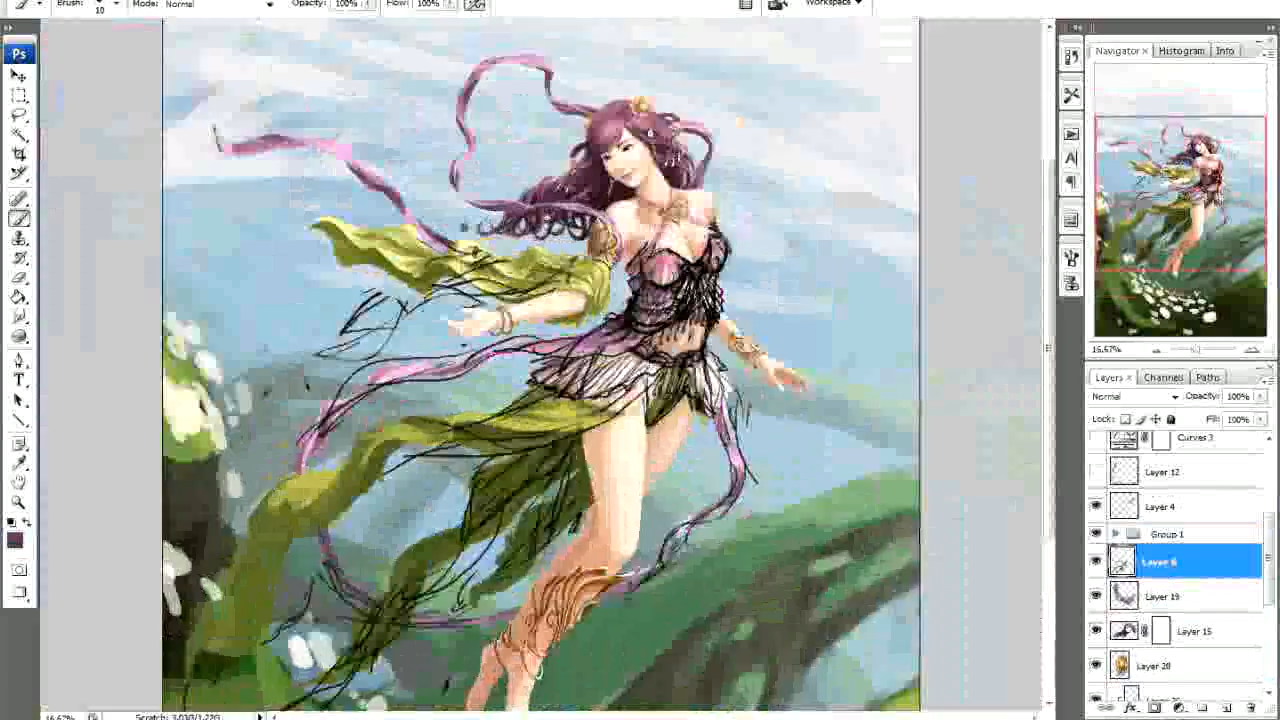 Brush: 10 Mode: Normal Opacity: 100% Flow: 100% Workspace
Ps
Navigator × Histogram Info
16.67%
Layers × Channels Paths
Normal Opacity: 100%
Lock: Fill: 100%
Curves 3
Layer 12
Layer 4
Group 1
Layer 6
Layer 19
Layer 15
Layer 20
16.67%